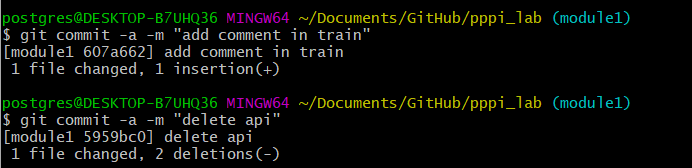 postgres@DESKTOP-B7UHQ36 MINGW64 ~/Documents/GitHub/pppi_lab (module1)
$ git commit -a -m "add comment in train"
[module1 607a662] add comment in train
 1 file changed, 1 insertion(+)

postgres@DESKTOP-B7UHQ36 MINGW64 ~/Documents/GitHub/pppi_lab (module1)
$ git commit -a -m "delete api"
[module1 5959bc0] delete api
 1 file changed, 2 deletions(-)